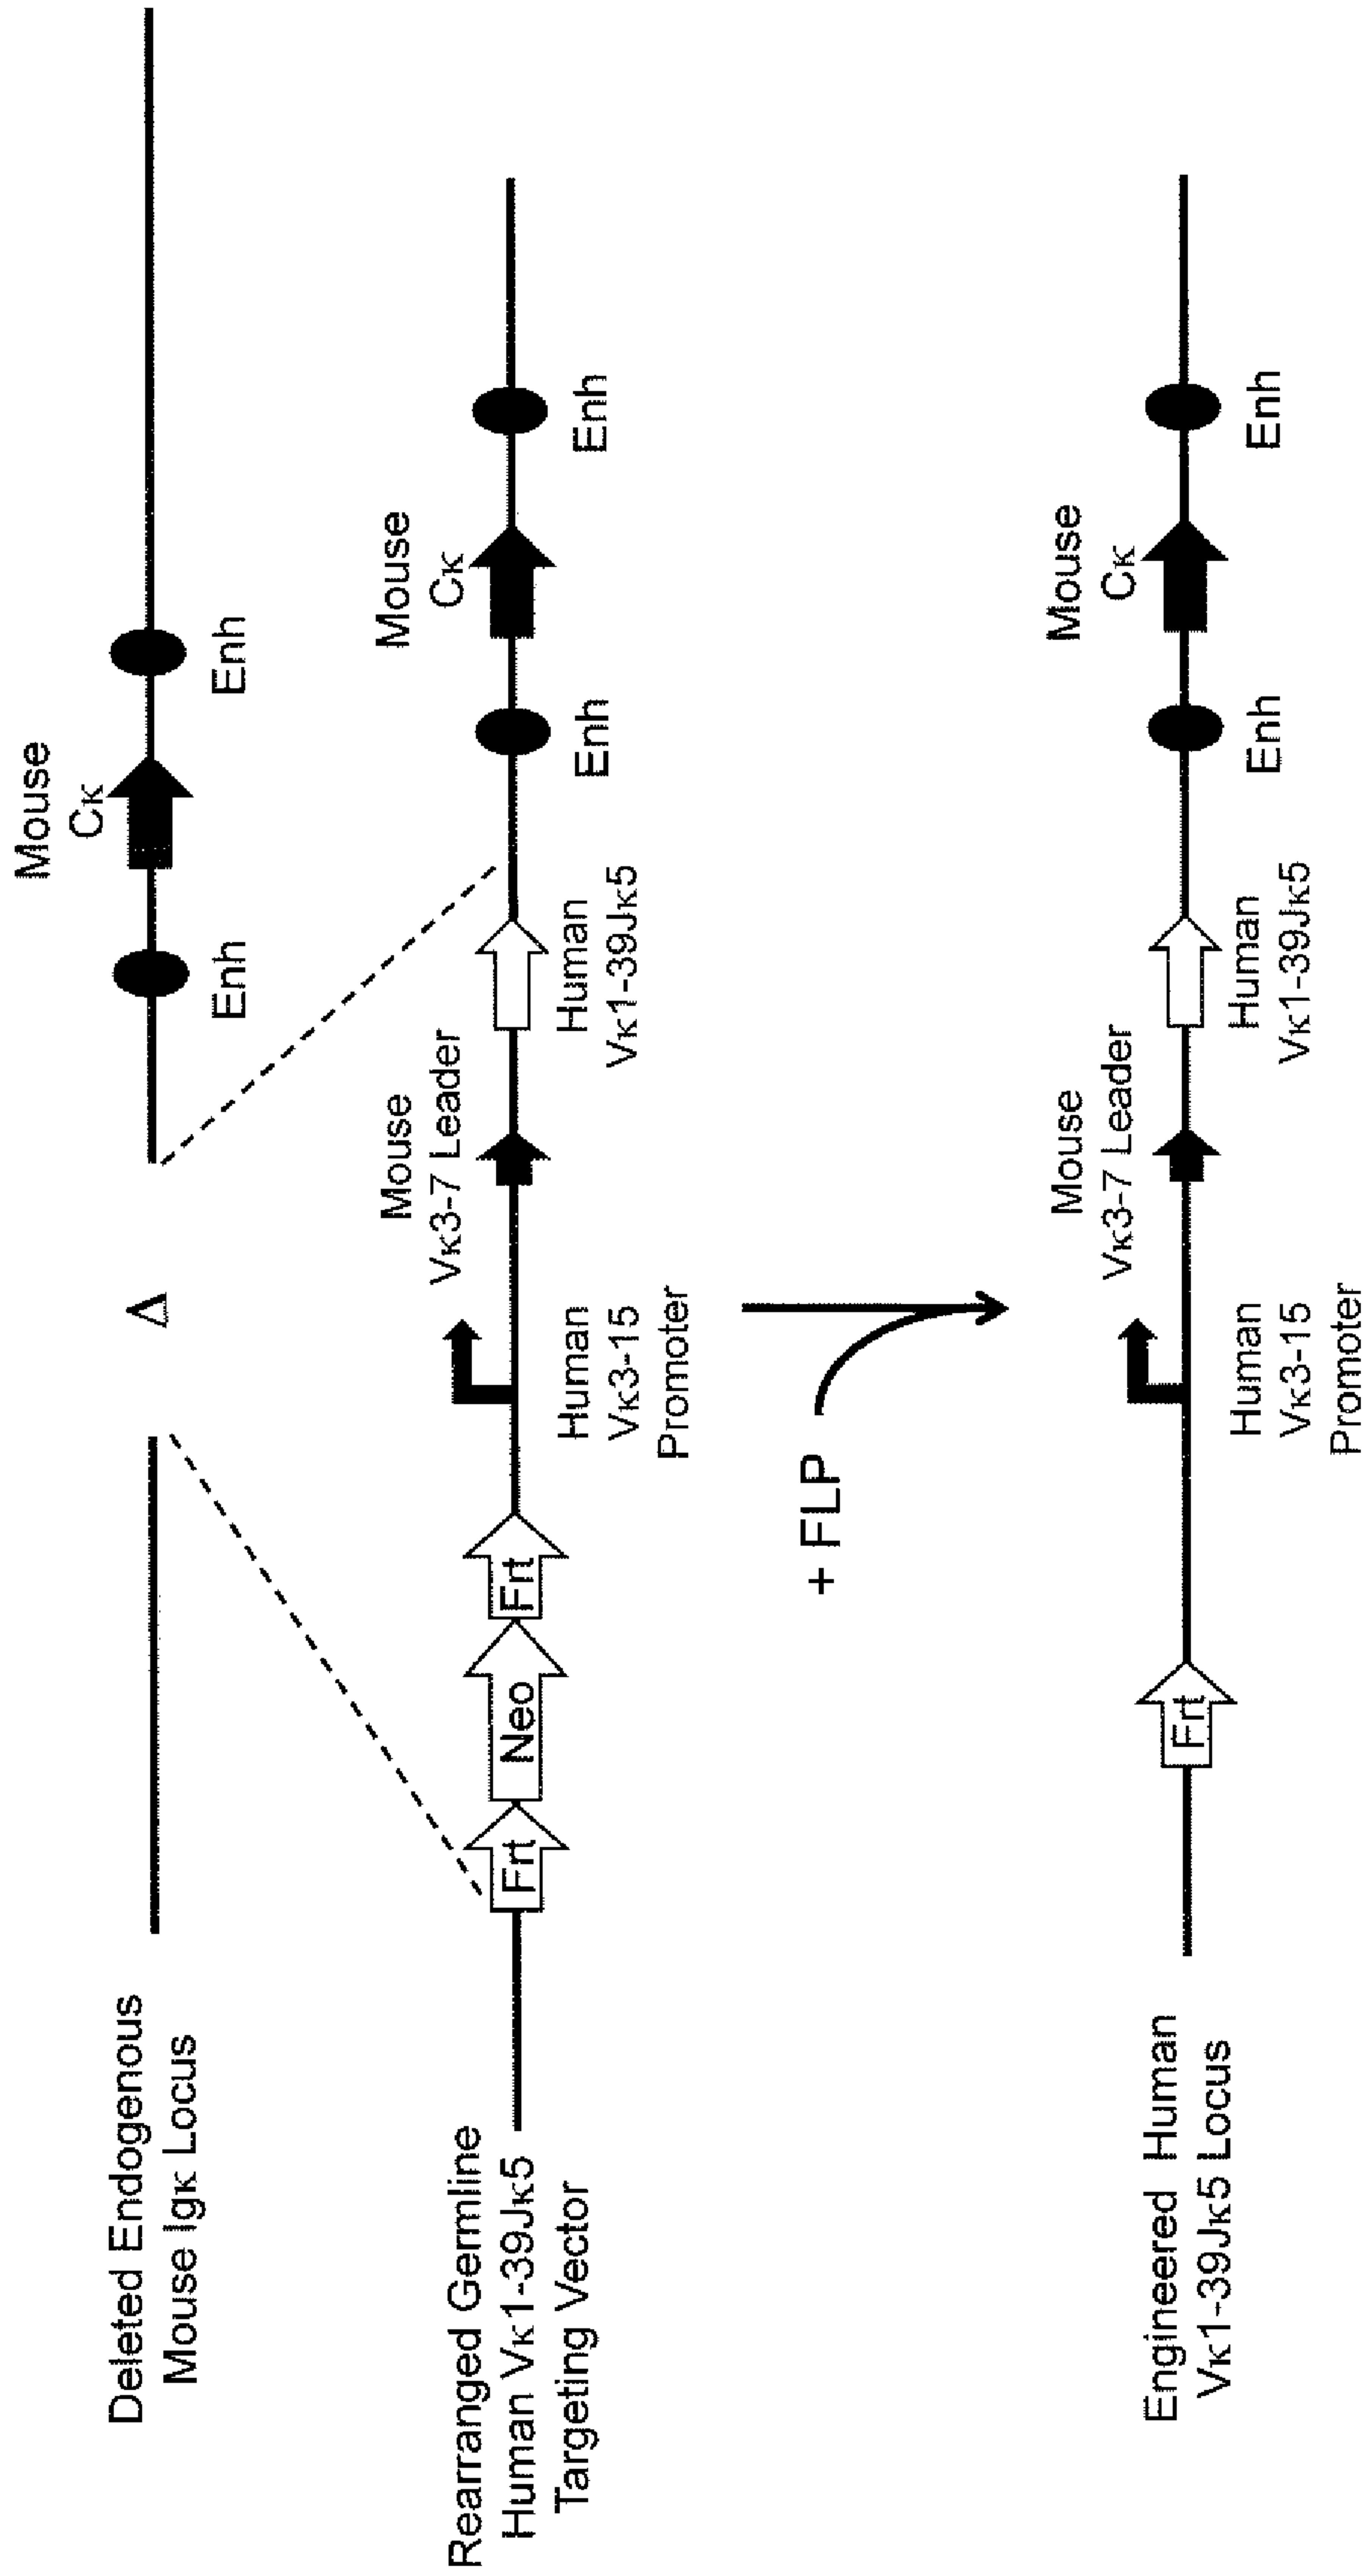 Deleted Endogenous
Mouse Igκ Locus
Δ
Enh
Mouse
Cκ
Enh
Rearranged Germline
Human Vκ1-39Jκ5
Targeting Vector
Frt
Neo
Frt
Human
Vκ3-15
Promoter
Mouse
Vκ3-7 Leader
Human
Vκ1-39Jκ5
Enh
Mouse
Cκ
Enh
+ FLP
Engineered Human
Vκ1-39Jκ5 Locus
Frt
Human
Vκ3-15
Promoter
Mouse
Vκ3-7 Leader
Human
Vκ1-39Jκ5
Enh
Mouse
Cκ
Enh